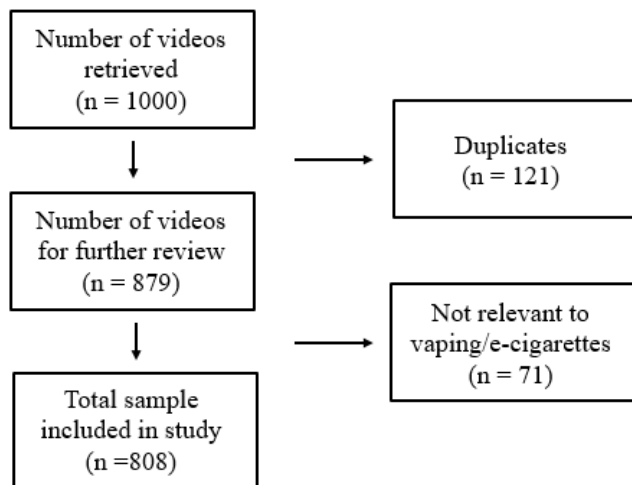 Number of videos
retrieved
(n = 1000)
Duplicates
(n = 121)
Number of videos
for further review
(n = 879)
Not relevant to
vaping/e-cigarettes
(n = 71)
Total sample
included in study
(n =808)